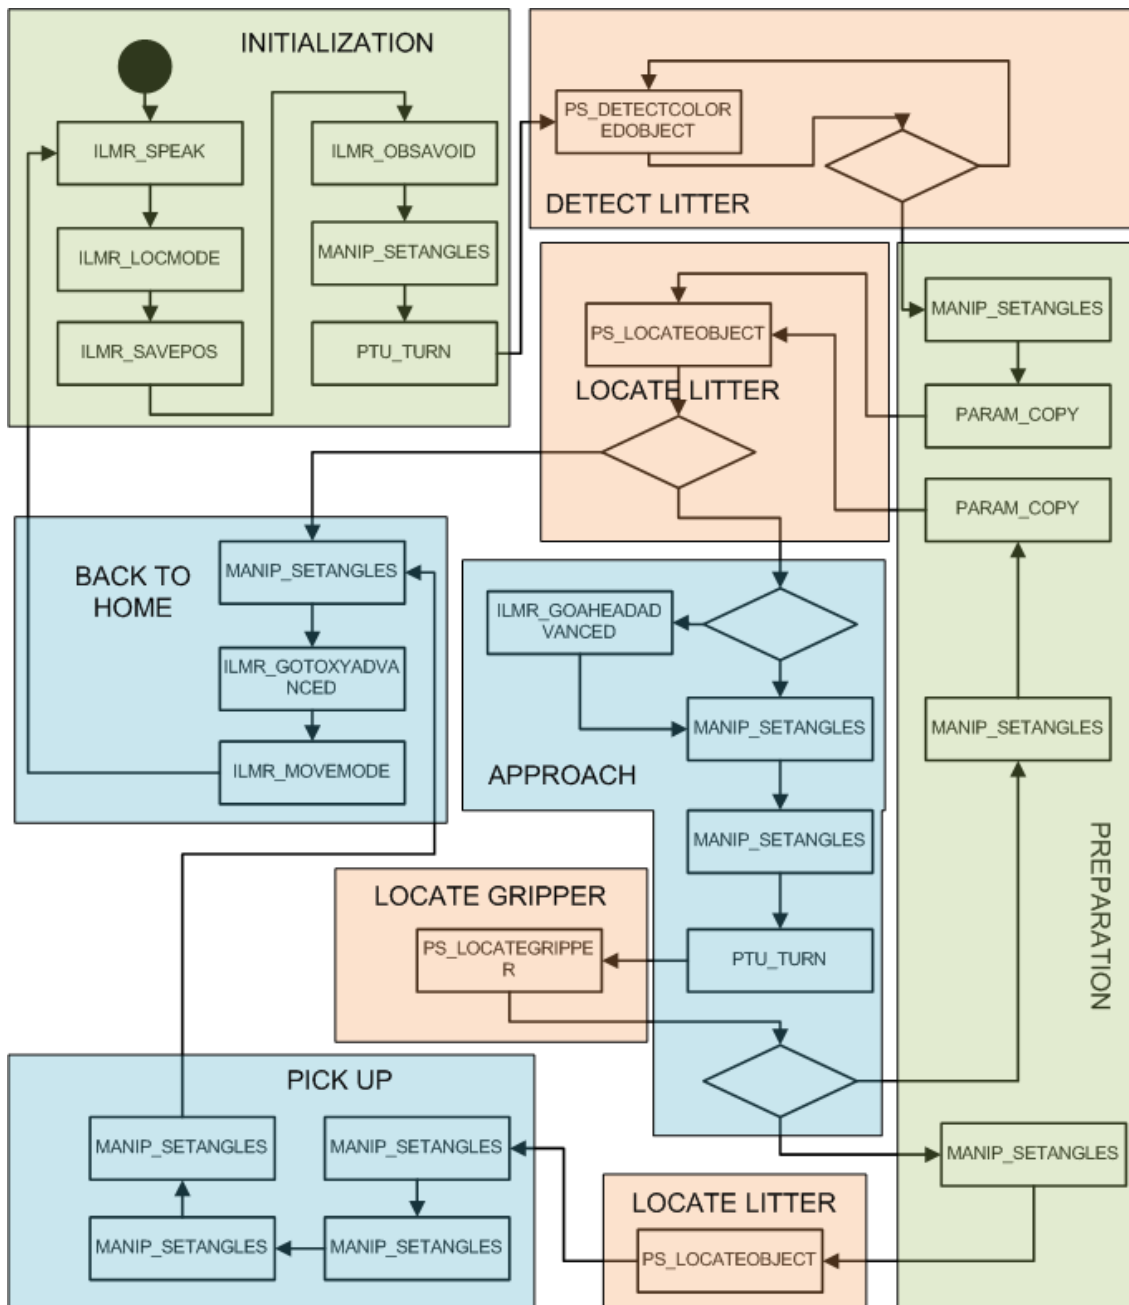 INITIALIZATION
ILMR_SPEAK
ILMR_LOCMODE
ILMR_SAVEPOS
ILMR_OBSAVOID
MANIP_SETANGLES
PTU_TURN
PS_DETECTCOLOR
EDOBJECT
DETECT LITTER
PS_LOCATEOBJECT
LOCATE LITTER
MANIP_SETANGLES
PARAM_COPY
PARAM_COPY
MANIP_SETANGLES
PREPARATION
MANIP_SETANGLES
BACK TO
HOME
MANIP_SETANGLES
ILMR_GOTOXYADVA
NCED
ILMR_MOVEMODE
ILMR_GOAHEADAD
VANCED
MANIP_SETANGLES
APPROACH
MANIP_SETANGLES
PTU_TURN
LOCATE GRIPPER
PS_LOCATEGRIPPE
R
PICK UP
MANIP_SETANGLES
MANIP_SETANGLES
MANIP_SETANGLES
MANIP_SETANGLES
LOCATE LITTER
PS_LOCATEOBJECT